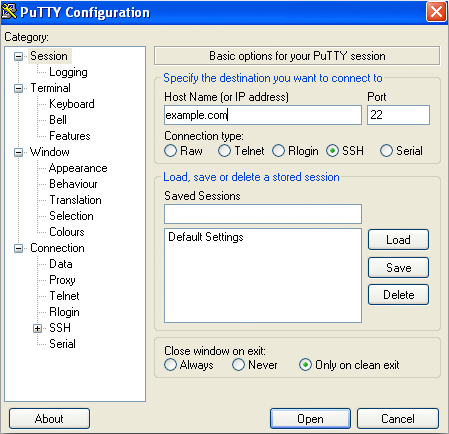 PuTTY Configuration
Category:
Session
Logging
Terminal
Keyboard
Bell
Features
Window
Appearance
Behaviour
Translation
Selection
Colours
Connection
Data
Proxy
Telnet
Rlogin
SSH
Serial
Basic options for your PuTTY session
Specify the destination you want to connect to
Host Name (or IP address) Port
example.com 22
Connection type:
Raw Telnet Rlogin SSH Serial
Load, save or delete a stored session
Saved Sessions
Default Settings
Load
Save
Delete
Close window on exit:
Always Never Only on clean exit
About Open Cancel